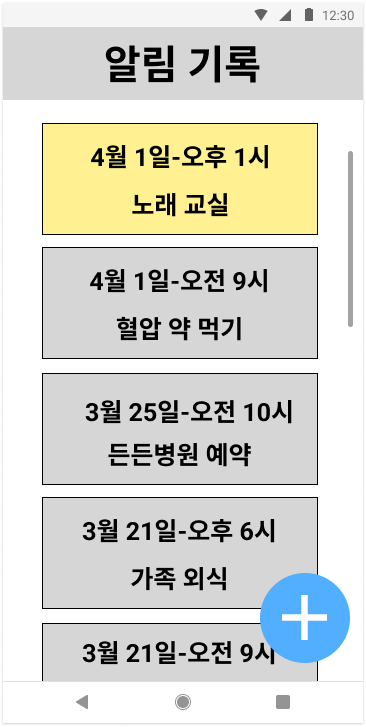 12:30
알림 기록
4월 1일-오후 1시
노래 교실
4월 1일-오전 9시
혈압 약 먹기
3월 25일-오전 10시
든든병원 예약
3월 21일-오후 6시
가족 외식
3월 21일-오전 9시